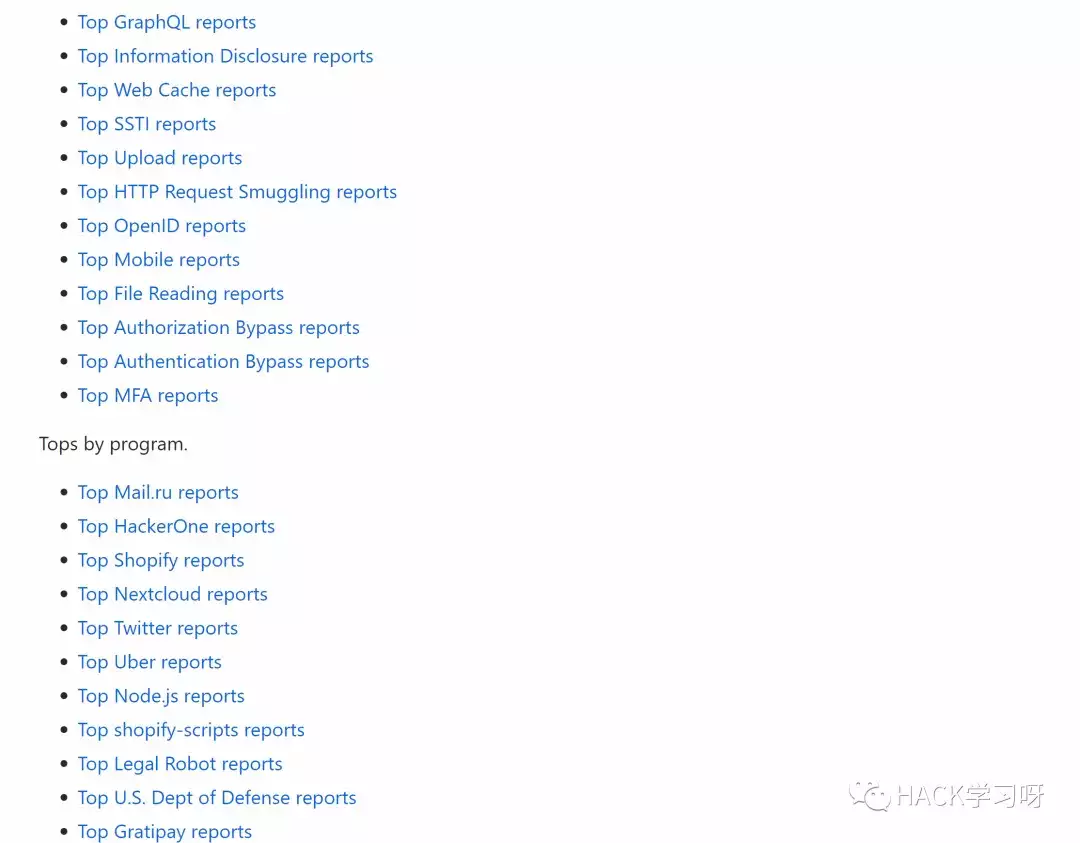 Top GraphQL reports
Top Information Disclosure reports
Top Web Cache reports
Top SSTI reports
Top Upload reports
Top HTTP Request Smuggling reports
Top OpenID reports
Top Mobile reports
Top File Reading reports
Top Authorization Bypass reports
Top Authentication Bypass reports
Top MFA reports
Tops by program.
Top Mail.ru reports
Top HackerOne reports
Top Shopify reports
Top Nextcloud reports
Top Twitter reports
Top Uber reports
Top Node.js reports
Top shopify-scripts reports
Top Legal Robot reports
Top U.S. Dept of Defense reports
Top Gratipay reports
HACK学习呀